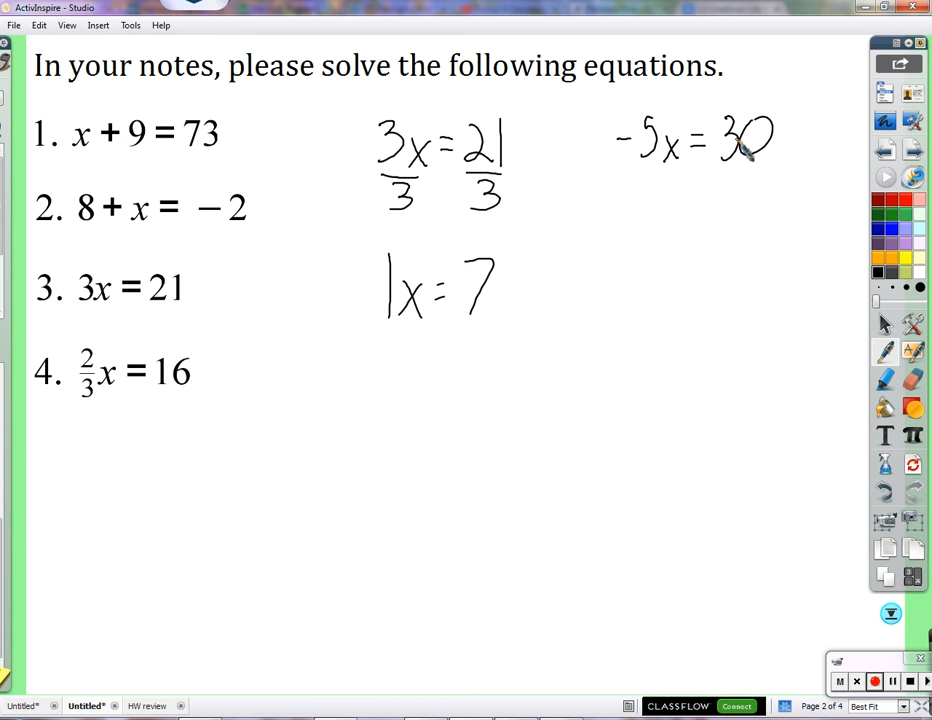 ActivInspire - Studio
File Edit View Insert Tools Help
In your notes, please solve the following equations.
1. x + 9 = 73
2. 8 + x = − 2
3. 3x = 21
4. 2/3 x = 16
3x = 21
3 3
1x = 7
-5x = 30
T π
M
Untitled* Untitled* HW review
CLASSFLOW Connect
Page 2 of 4 Best Fit